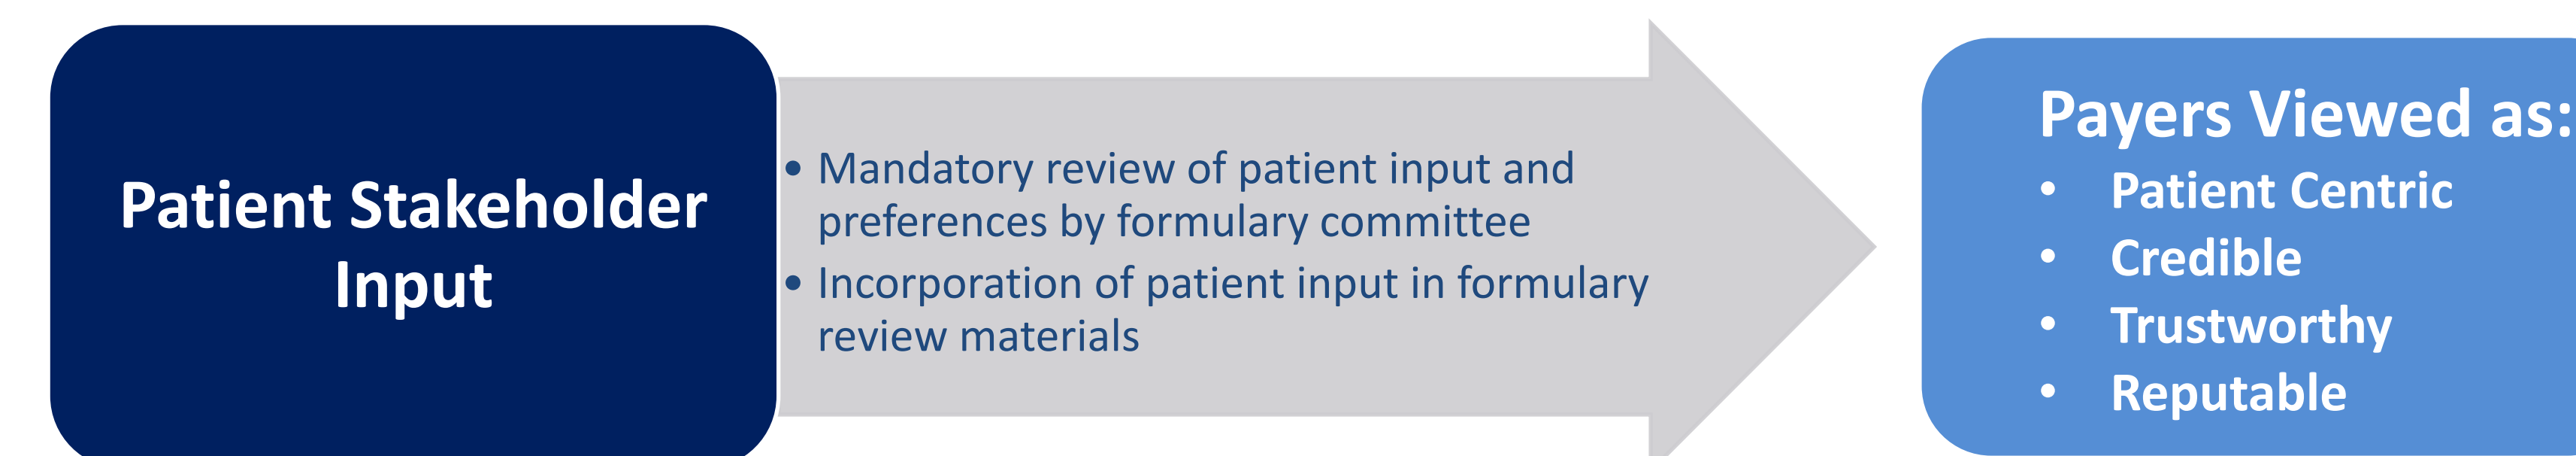 Patient Stakeholder
Input
• Mandatory review of patient input and
preferences by formulary committee
• Incorporation of patient input in formulary
review materials
Payers Viewed as:
• Patient Centric
• Credible
• Trustworthy
• Reputable